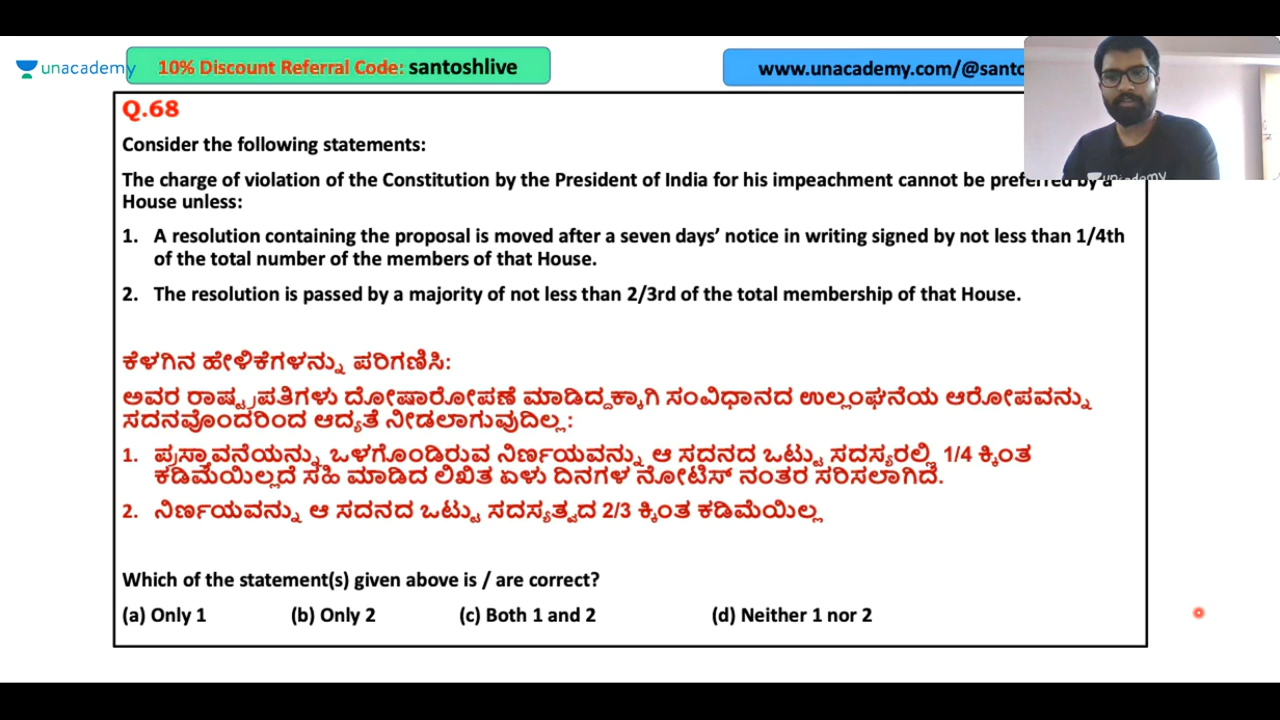 unacademy
10% Discount Referral Code: santoshlive
www.unacademy.com/@santo
unacademy
Q.68
Consider the following statements:
The charge of violation of the Constitution by the President of India for his impeachment cannot be preferred by a
House unless:
1. A resolution containing the proposal is moved after a seven days’ notice in writing signed by not less than 1/4th
of the total number of the members of that House.
2. The resolution is passed by a majority of not less than 2/3rd of the total membership of that House.
ಕೆಳಗಿನ ಹೇಳಿಕೆಗಳನ್ನು ಪರಿಗಣಿಸಿ:
ಅವರ ರಾಷ್ಟ್ರಪತಿಗಳು ದೋಷಾರೋಪಣೆ ಮಾಡಿದ್ದಕ್ಕಾಗಿ ಸಂವಿಧಾನದ ಉಲ್ಲಂಘನೆಯ ಆರೋಪವನ್ನು
ಸದನವೊಂದರಿಂದ ಆದ್ಯತೆ ನೀಡಲಾಗುವುದಿಲ್ಲ:
1. ಪ್ರಸ್ತಾವನೆಯನ್ನು ಒಳಗೊಂಡಿರುವ ನಿರ್ಣಯವನ್ನು ಆ ಸದನದ ಒಟ್ಟು ಸದಸ್ಯರಲ್ಲಿ 1/4 ಕ್ಕಿಂತ
ಕಡಿಮೆಯಿಲ್ಲದೆ ಸಹಿ ಮಾಡಿದ ಲಿಖಿತ ಏಳು ದಿನಗಳ ನೋಟಿಸ್ ನಂತರ ಸರಿಸಲಾಗಿದೆ.
2. ನಿರ್ಣಯವನ್ನು ಆ ಸದನದ ಒಟ್ಟು ಸದಸ್ಯತ್ವದ 2/3 ಕ್ಕಿಂತ ಕಡಿಮೆಯಿಲ್ಲ
Which of the statement(s) given above is / are correct?
(a) Only 1 (b) Only 2 (c) Both 1 and 2 (d) Neither 1 nor 2